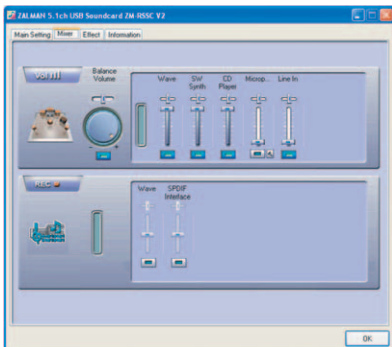 ZALMAN 5.1ch USB Soundcard ZM-RSSC V2
Main Setting Mixer Effect Information
Balance
Volume
Wave SW Synth CD Player Microp... Line In
REC
Wave SPDIF Interface
OK